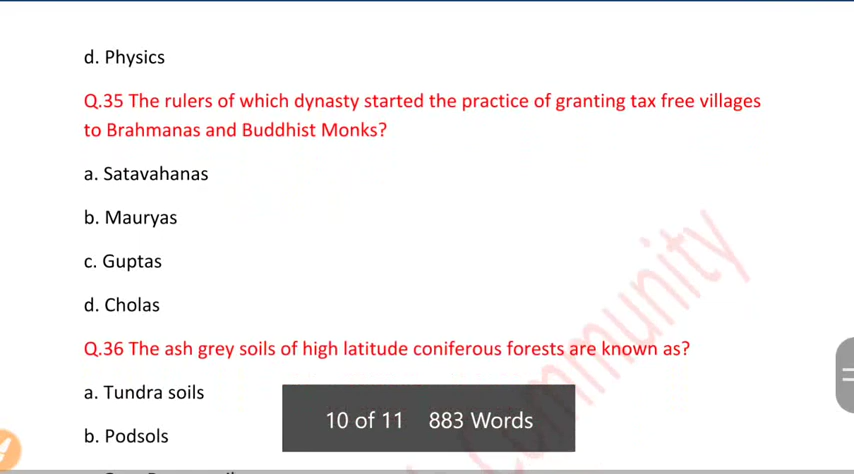 d. Physics
Q.35 The rulers of which dynasty started the practice of granting tax free villages
to Brahmanas and Buddhist Monks?
a. Satavahanas
b. Mauryas
c. Guptas
d. Cholas
Q.36 The ash grey soils of high latitude coniferous forests are known as?
a. Tundra soils
b. Podsols
10 of 11 883 Words